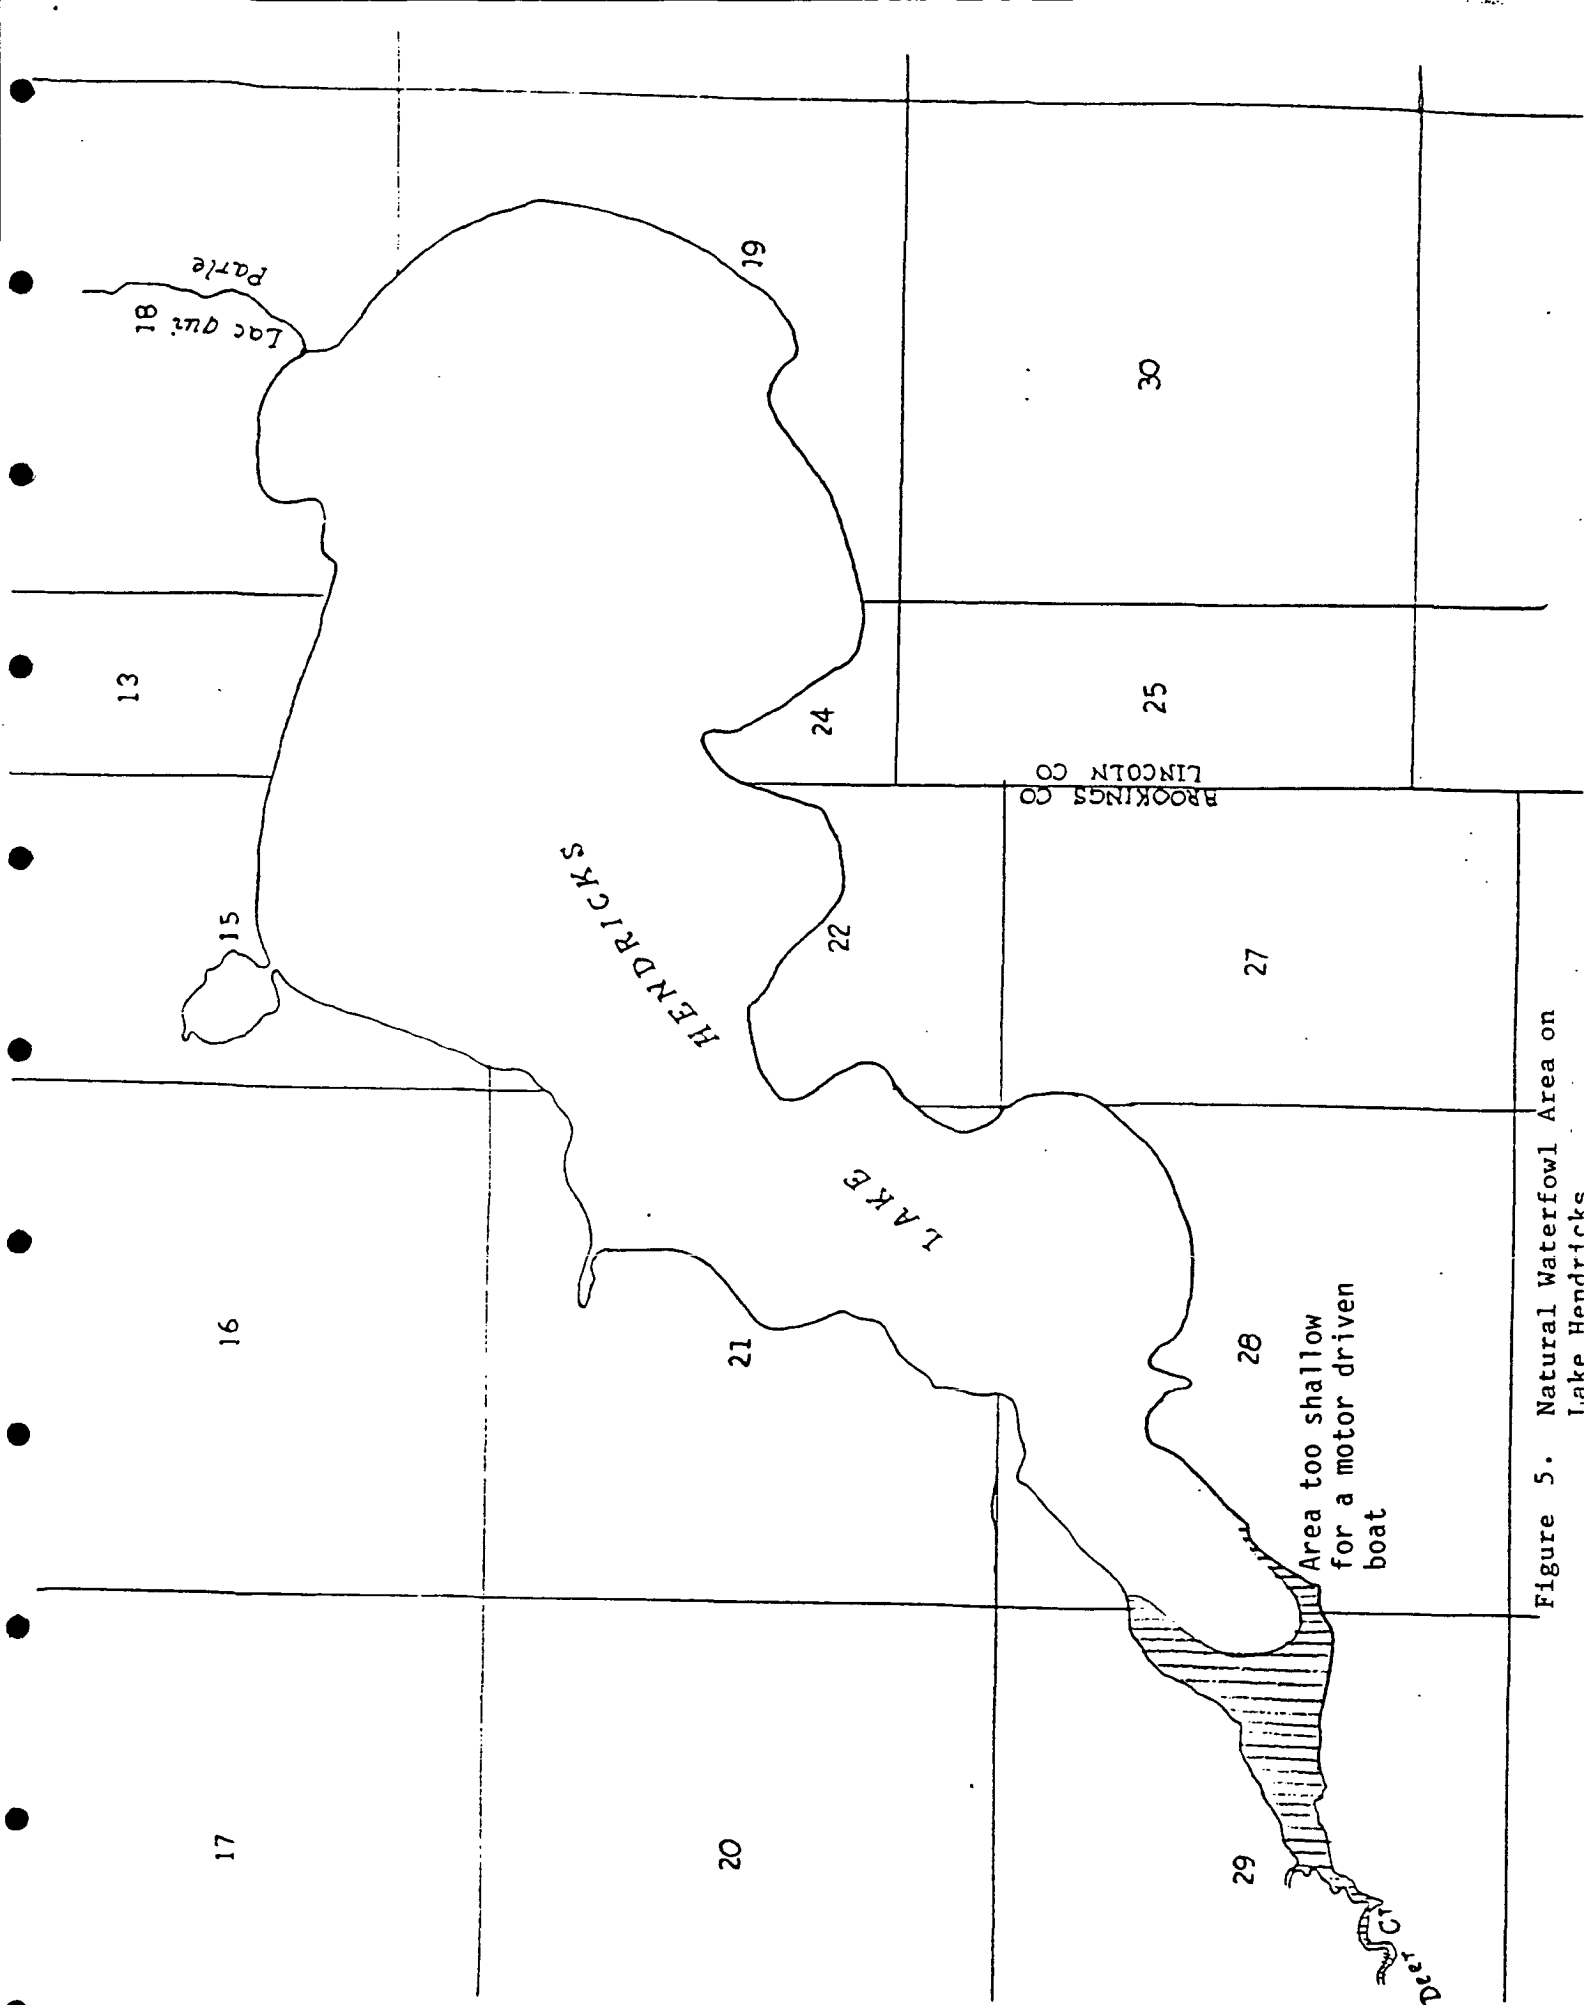 17
16
15
13
18
Lac qui
Parle
20
21
22
24
19
LAKE
HENDRICKS
29
28
27
25
30
BROOKINGS CO
LINCOLN CO
Area too shallow
for a motor driven
boat
Figure 5. Natural Waterfowl Area on
Lake Hendricks